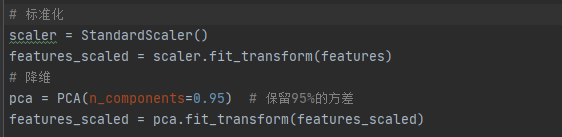 # 标准化
scaler = StandardScaler()
features_scaled = scaler.fit_transform(features)
# 降维
pca = PCA(n_components=0.95)  # 保留95%的方差
features_scaled = pca.fit_transform(features_scaled)